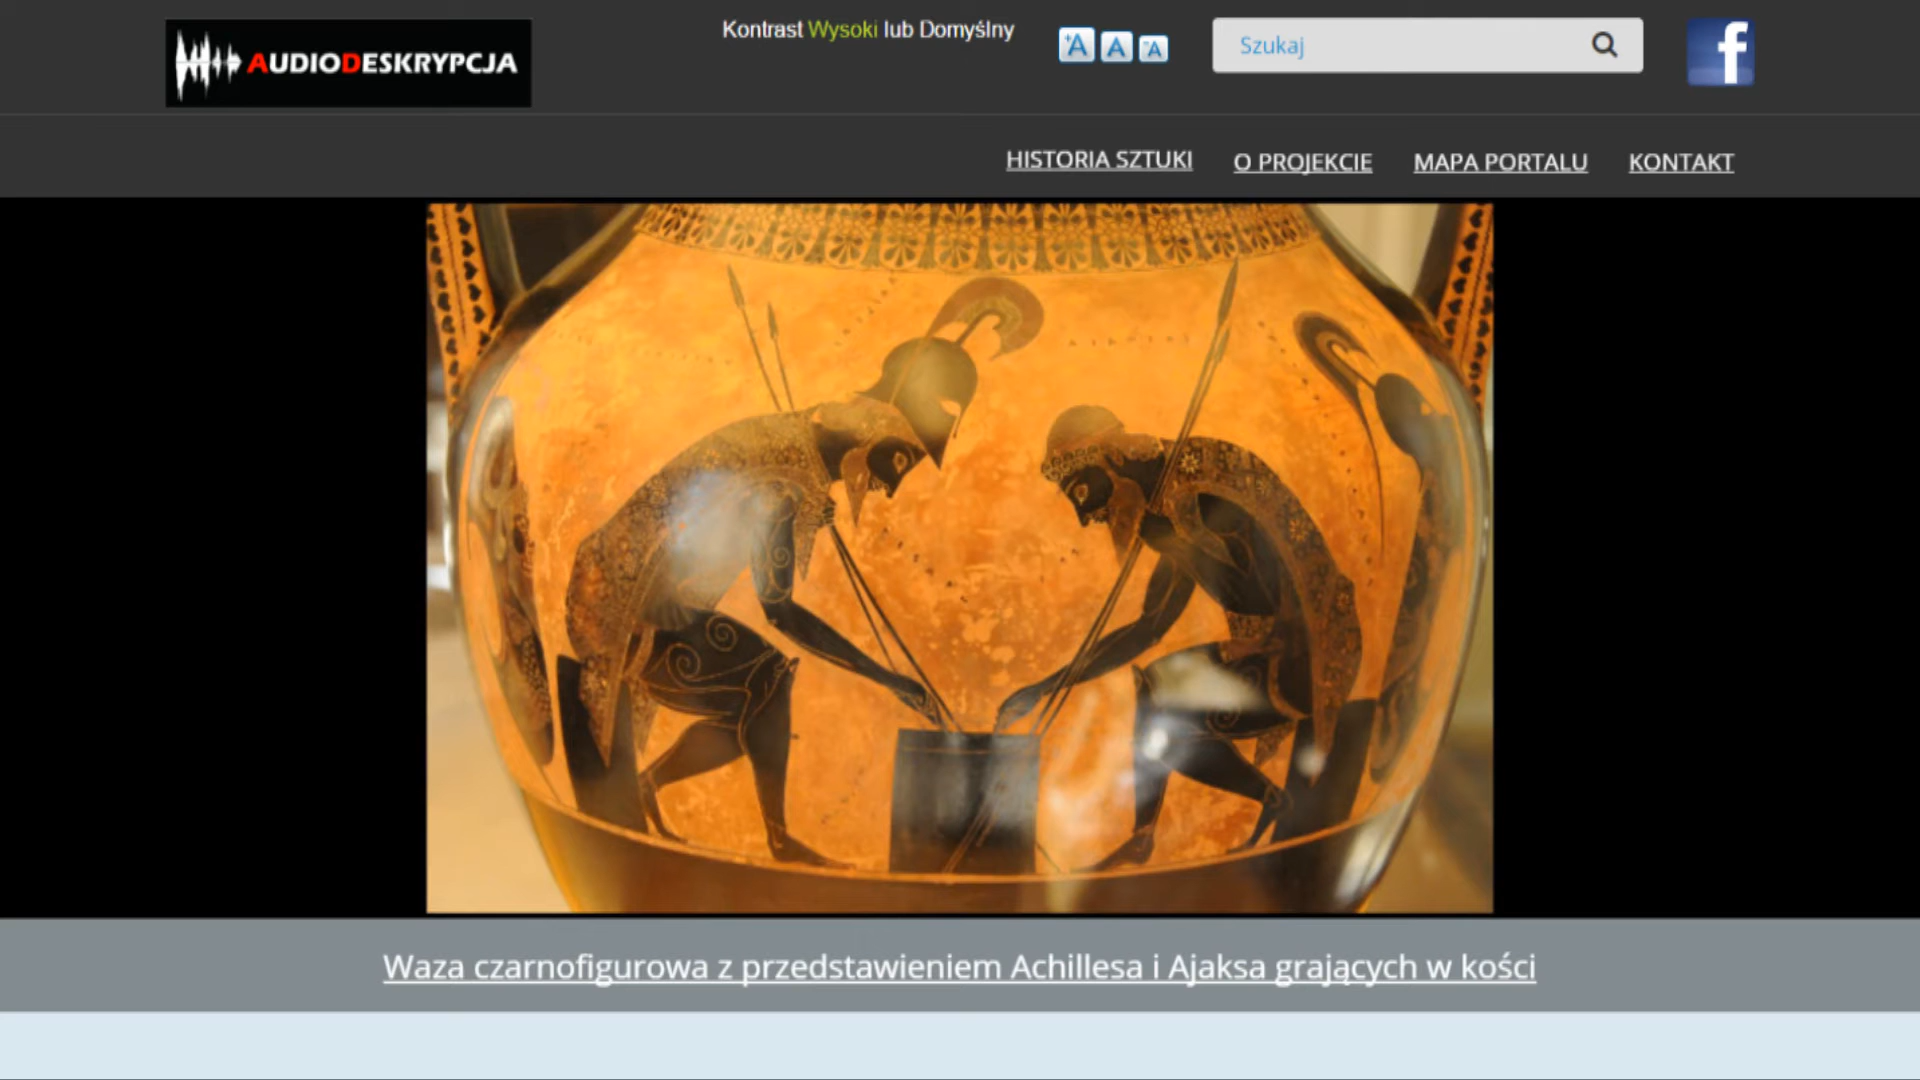 AUDIODESKRYPCJA
Kontrast Wysoki lub Domyślny
+A A -A
Szukaj
f
HISTORIA SZTUKI O PROJEKCIE MAPA PORTALU KONTAKT
Waza czarnofigurowa z przedstawieniem Achillesa i Ajaksa grających w kości